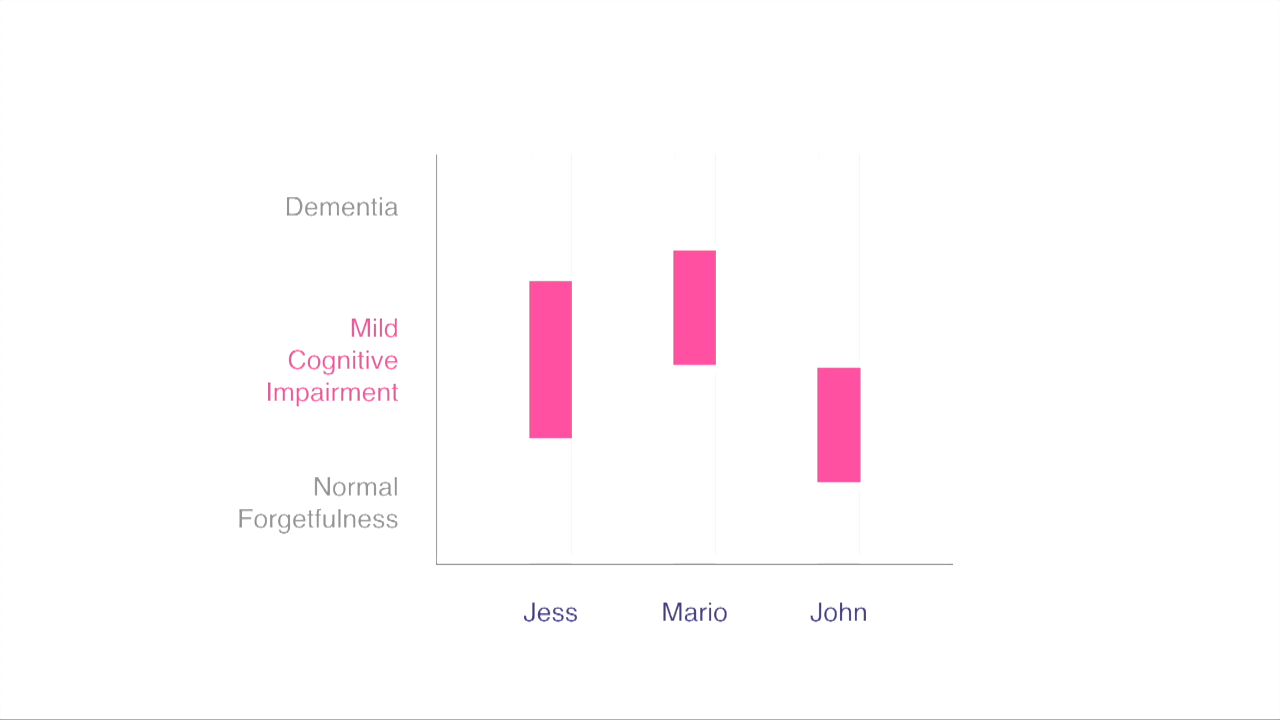 Dementia
Mild
Cognitive
Impairment
Normal
Forgetfulness
Jess
Mario
John